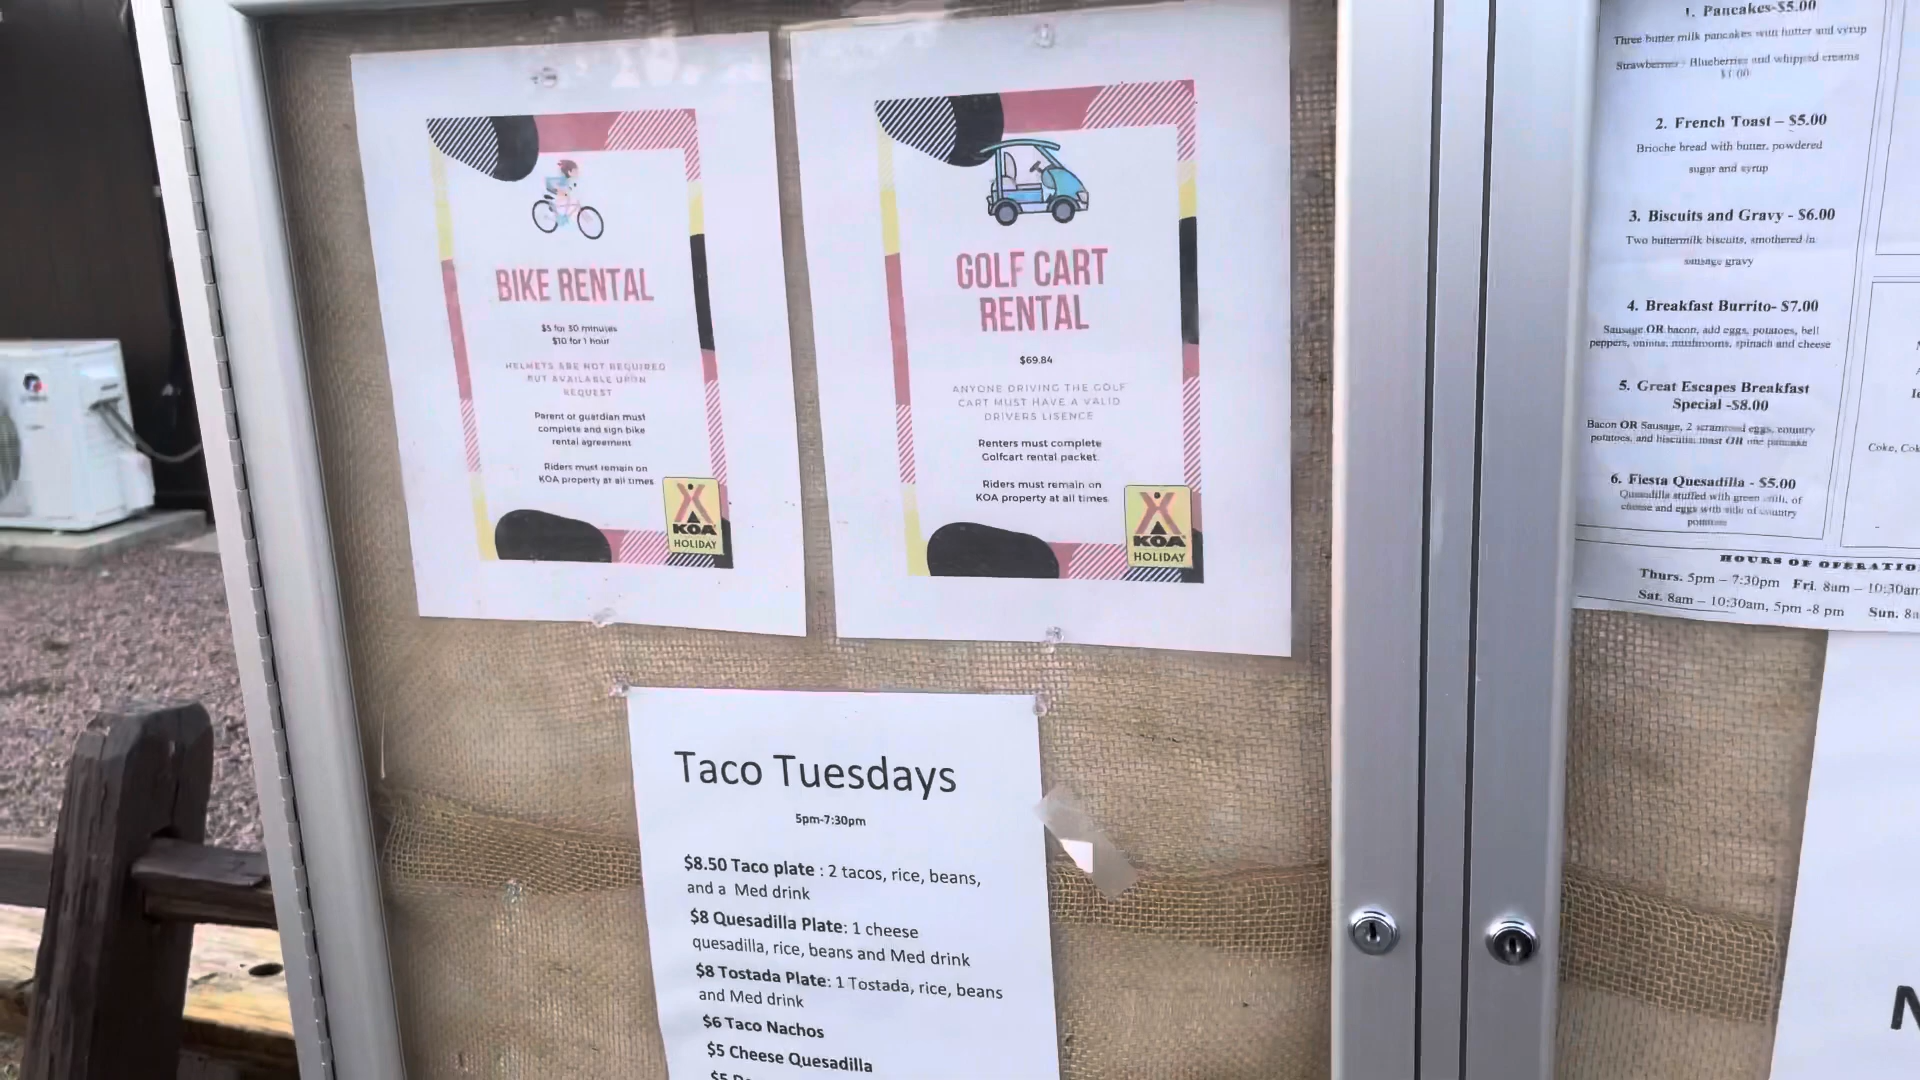 BIKE RENTAL
$5 for 30 minutes
$10 for 1 hour
HELMETS ARE NOT REQUIRED
BUT AVAILABLE UPON
REQUEST
Parent or guardian must
complete and sign bike
rental agreement
Riders must remain on
KOA property at all times
KOA
HOLIDAY
GOLF CART
RENTAL
$69.84
ANYONE DRIVING THE GOLF
CART MUST HAVE A VALID
DRIVERS LISENCE
Renters must complete
Golfcart rental packet.
Riders must remain on
KOA property at all times
KOA
HOLIDAY
Taco Tuesdays
5pm-7:30pm
$8.50 Taco plate : 2 tacos, rice, beans,
and a Med drink
$8 Quesadilla Plate: 1 cheese
quesadilla, rice, beans and Med drink
$8 Tostada Plate: 1 Tostada, rice, beans
and Med drink
$6 Taco Nachos
$5 Cheese Quesadilla
$5
1. Pancakes-$5.00
Three butter milk pancakes with butter and syrup
Strawberries - Blueberries and whipped creams
$1.00
2. French Toast – $5.00
Brioche bread with butter, powdered
sugar and syrup
3. Biscuits and Gravy - $6.00
Two buttermilk biscuits, smothered in
sausage gravy
4. Breakfast Burrito- $7.00
Sausage OR bacon, add eggs, potatoes, bell
peppers, onions, mushrooms, spinach and cheese
5. Great Escapes Breakfast
Special -$8.00
Bacon OR Sausage, 2 scrambled eggs, country
potatoes, and biscuits, toast OR one pancake
6. Fiesta Quesadilla - $5.00
Quesadilla stuffed with green chili, of
cheese and eggs with side of country
potatoes
Coke,
HOURS OF OPERATIO
Thurs. 5pm – 7:30pm Fri. 8am – 10:30am
Sat. 8am – 10:30am, 5pm -8 pm Sun. 8a